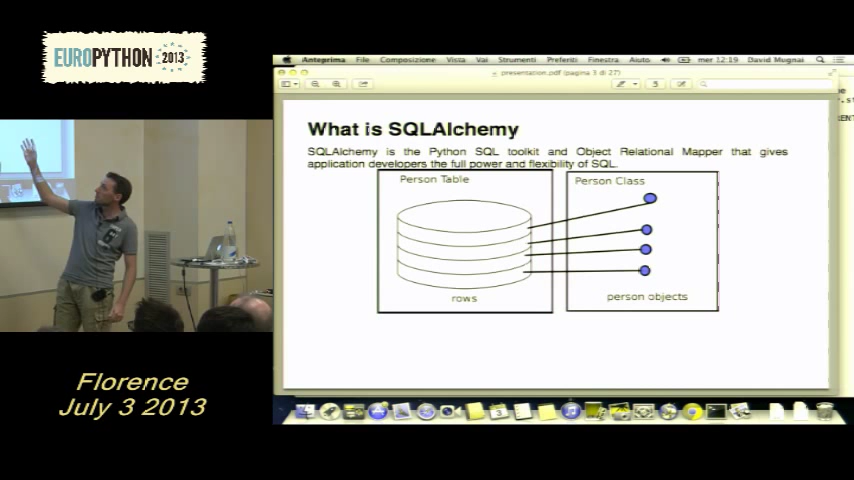 EUROPYTHON 2013
Anteprima File Composizione Vista Vai Strumenti Preferiti Finestra Aiuto mer 12:19 David Mugnai
presentation.pdf (pagina 3 di 27)
What is SQLAlchemy
SQLAlchemy is the Python SQL toolkit and Object Relational Mapper that gives
application developers the full power and flexibility of SQL.
Person Table
Person Class
rows
person objects
Florence
July 3 2013